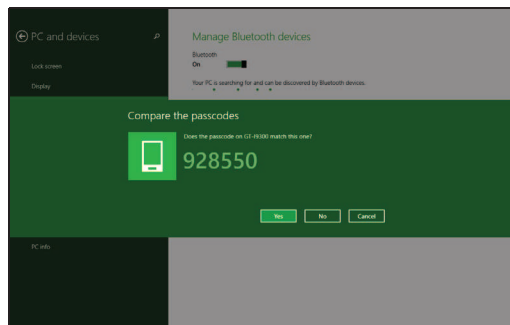 PC and devices
Lock screen
Display
Manage Bluetooth devices
Bluetooth
On
Your PC is searching for and can be discovered by Bluetooth devices.
Compare the passcodes
Does the passcode on GT-I9300 match this one?
928550
Yes No Cancel
PC info